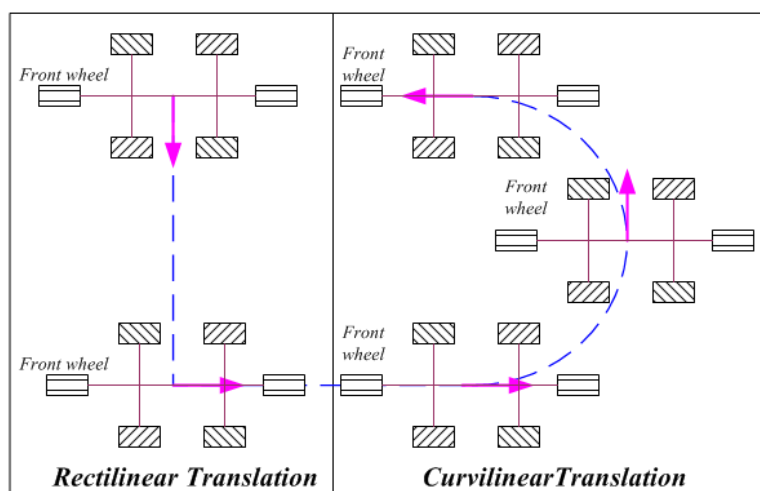 Front wheel
Front wheel
Rectilinear Translation
Front
wheel
Front
wheel
Front
wheel
CurvilinearTranslation